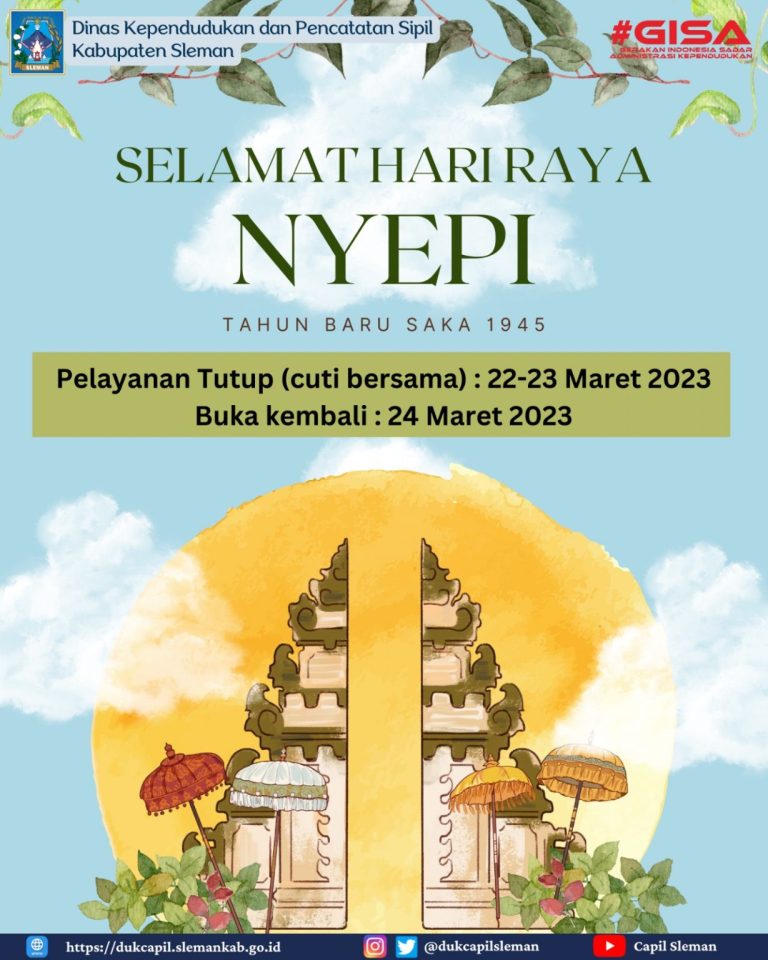 Dinas Kependudukan dan Pencatatan Sipil
Kabupaten Sleman
SLEMAN
#GISA
GERAKAN INDONESIA SADAR
ADMINISTRASI KEPENDUDUKAN
SELAMAT HARI RAYA
NYEPI
TAHUN BARU SAKA 1945
Pelayanan Tutup (cuti bersama) : 22-23 Maret 2023
Buka kembali : 24 Maret 2023
https://dukcapil.slemankab.go.id
@dukcapilsleman
Capil Sleman